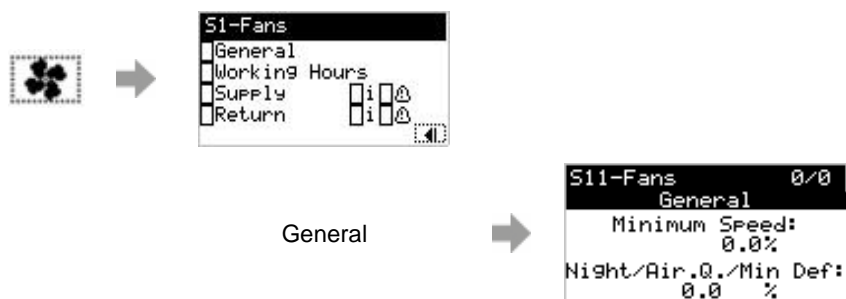 S1-Fans
General
Working Hours
Supply i
Return i
General
S11-Fans 0/0
General
Minimum Speed:
0.0%
Night/Air.Q./Min Def:
0.0 %